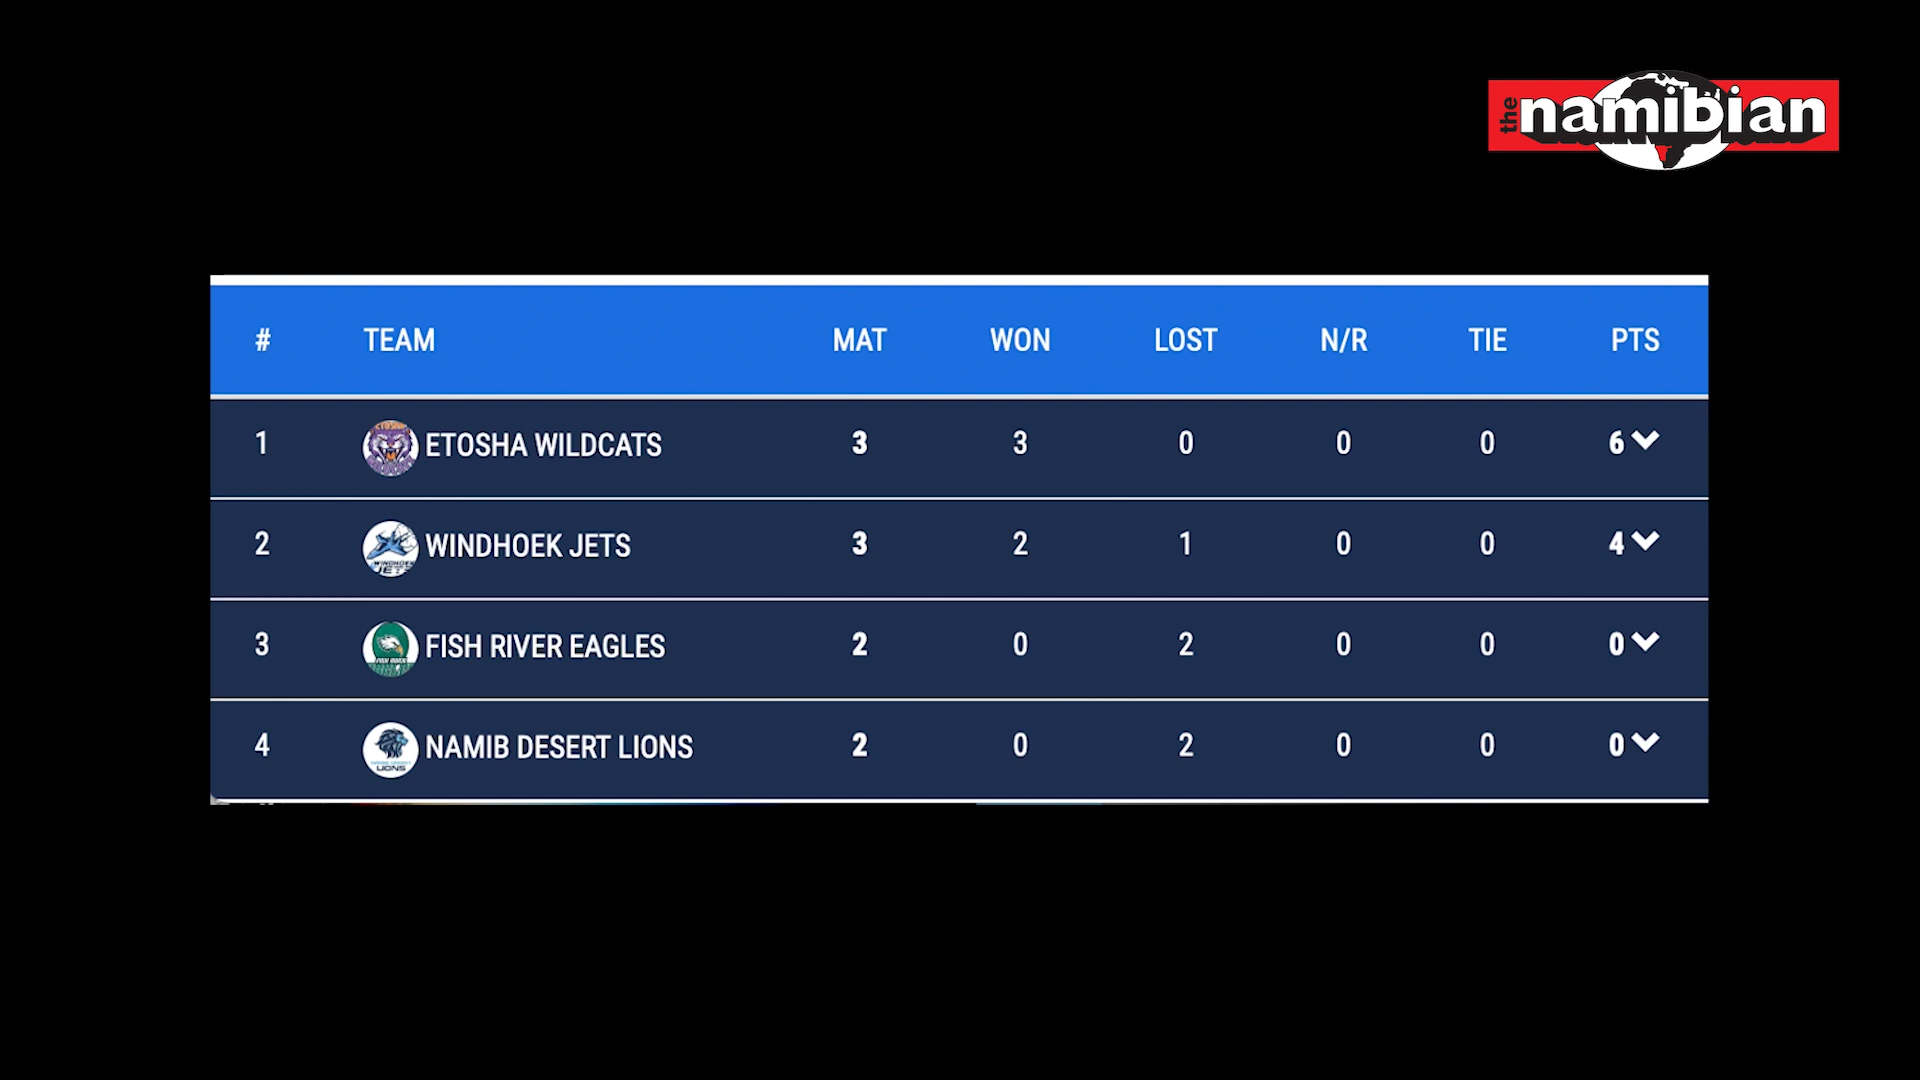 the namibian
# TEAM MAT WON LOST N/R TIE PTS
1 ETOSHA WILDCATS 3 3 0 0 0 6
2 WINDHOEK JETS 3 2 1 0 0 4
3 FISH RIVER EAGLES 2 0 2 0 0 0
4 NAMIB DESERT LIONS 2 0 2 0 0 0